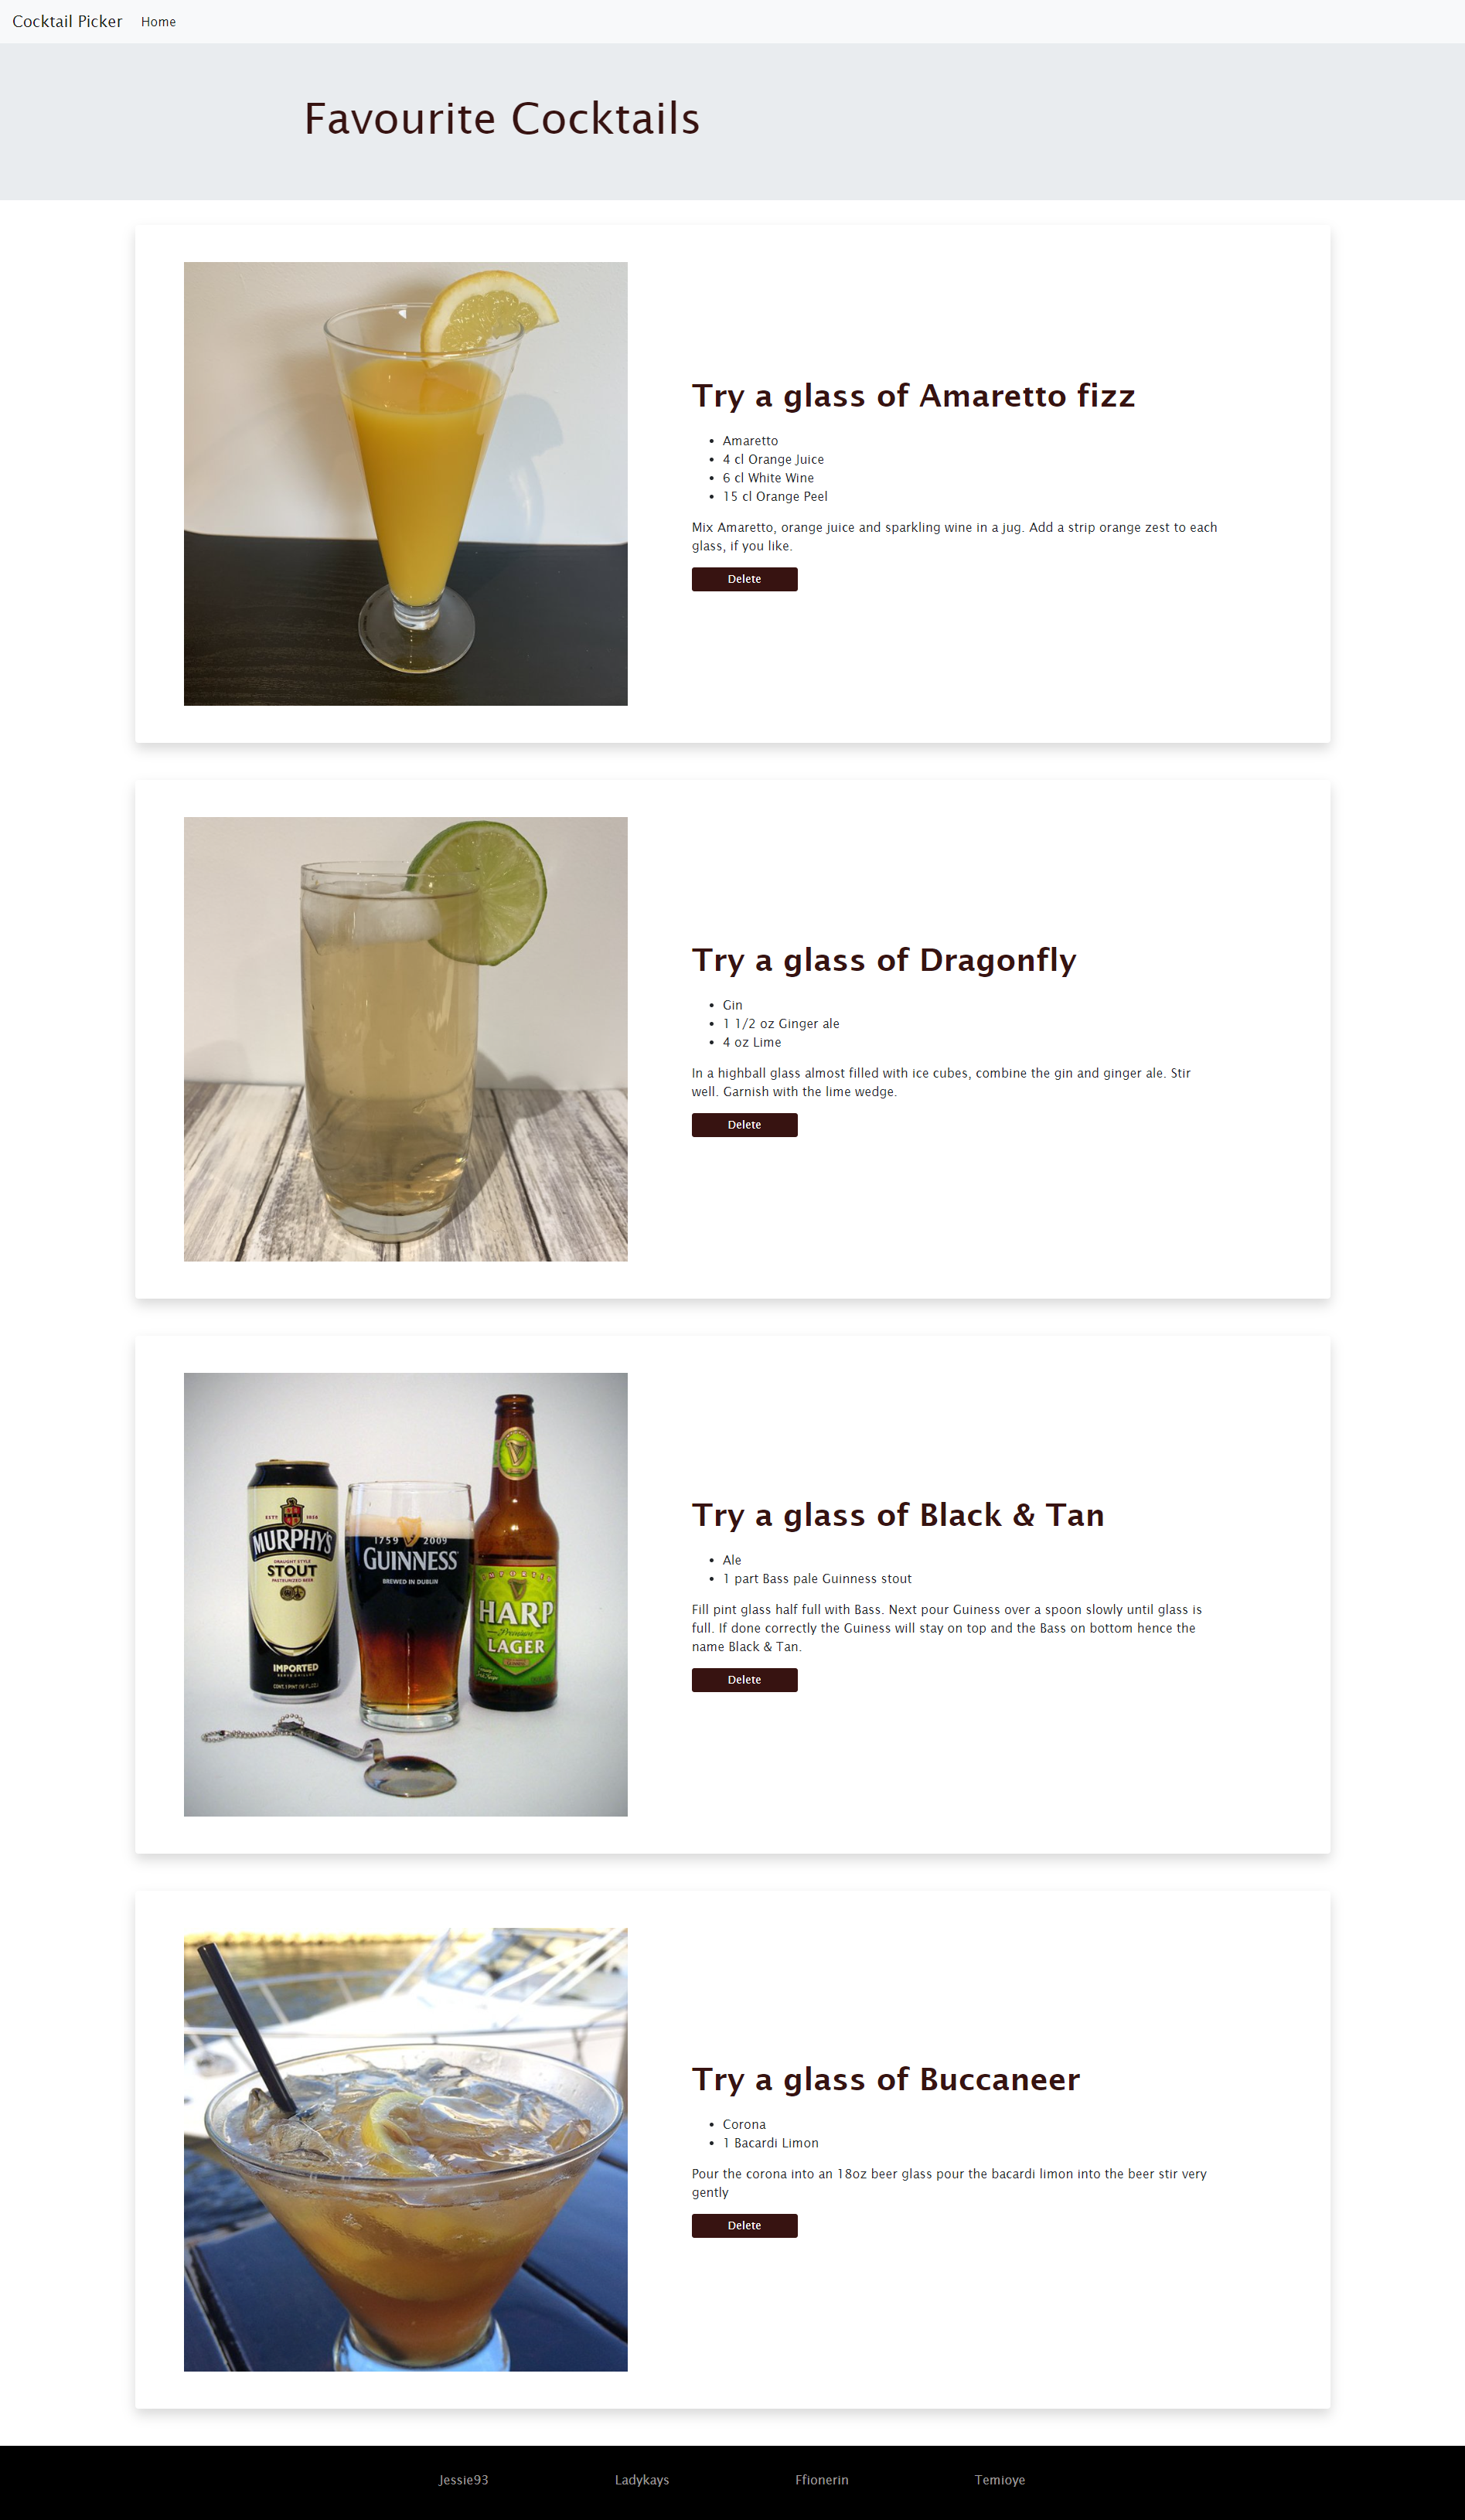 Cocktail Picker Home
Favourite Cocktails
Try a glass of Amaretto fizz
• Amaretto
• 4 cl Orange Juice
• 6 cl White Wine
• 15 cl Orange Peel
Mix Amaretto, orange juice and sparkling wine in a jug. Add a strip orange zest to each
glass, if you like.
Delete
Try a glass of Dragonfly
• Gin
• 1 1/2 oz Ginger ale
• 4 oz Lime
In a highball glass almost filled with ice cubes, combine the gin and ginger ale. Stir
well. Garnish with the lime wedge.
Delete
MURPHY'S
DRAUGHT STYLE
STOUT
IMPORTED
1759 2009
GUINNESS
BREWED IN DUBLIN
HARP
Premium
LAGER
Try a glass of Black & Tan
• Ale
• 1 part Bass pale Guinness stout
Fill pint glass half full with Bass. Next pour Guiness over a spoon slowly until glass is
full. If done correctly the Guiness will stay on top and the Bass on bottom hence the
name Black & Tan.
Delete
Try a glass of Buccaneer
• Corona
• 1 Bacardi Limon
Pour the corona into an 18oz beer glass pour the bacardi limon into the beer stir very
gently
Delete
Jessie93 Ladykays Ffionerin Temioye